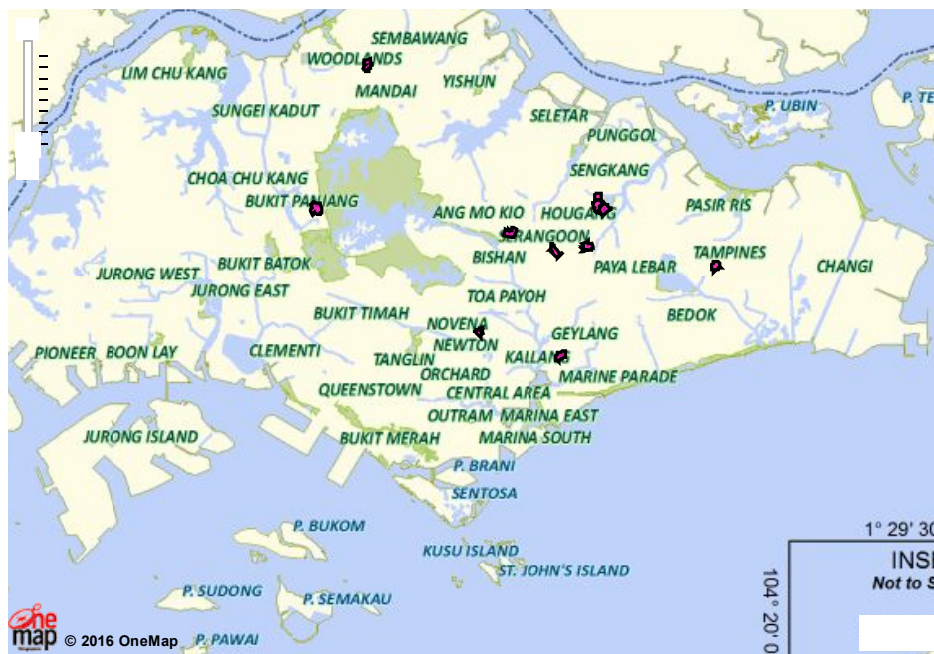 SEMBAWANG
WOODLANDS
LIM CHU KANG
YISHUN
MANDAI
P. UBIN
P. TE
SUNGEI KADUT
SELETAR
PUNGGOL
SENGKANG
CHOA CHU KANG
BUKIT PANJANG
PASIR RIS
ANG MO KIO
HOUGANG
SERANGOON
BISHAN
TAMPINES
BUKIT BATOK
PAYA LEBAR
CHANGI
JURONG WEST
JURONG EAST
TOA PAYOH
BUKIT TIMAH
BEDOK
NOVENA
GEYLANG
NEWTON
PIONEER
BOON LAY
CLEMENTI
TANGLIN
KALLANG
ORCHARD
MARINE PARADE
QUEENSTOWN
CENTRAL AREA
OUTRAM
MARINA EAST
JURONG ISLAND
BUKIT MERAH
MARINA SOUTH
P. BRANI
SENTOSA
P. BUKOM
1° 29' 30
KUSU ISLAND
INS
Not to S
ST. JOHN'S ISLAND
104° 20' 0
P. SUDONG
P. SEMAKAU
One
map
© 2016 OneMap
P. PAWAI